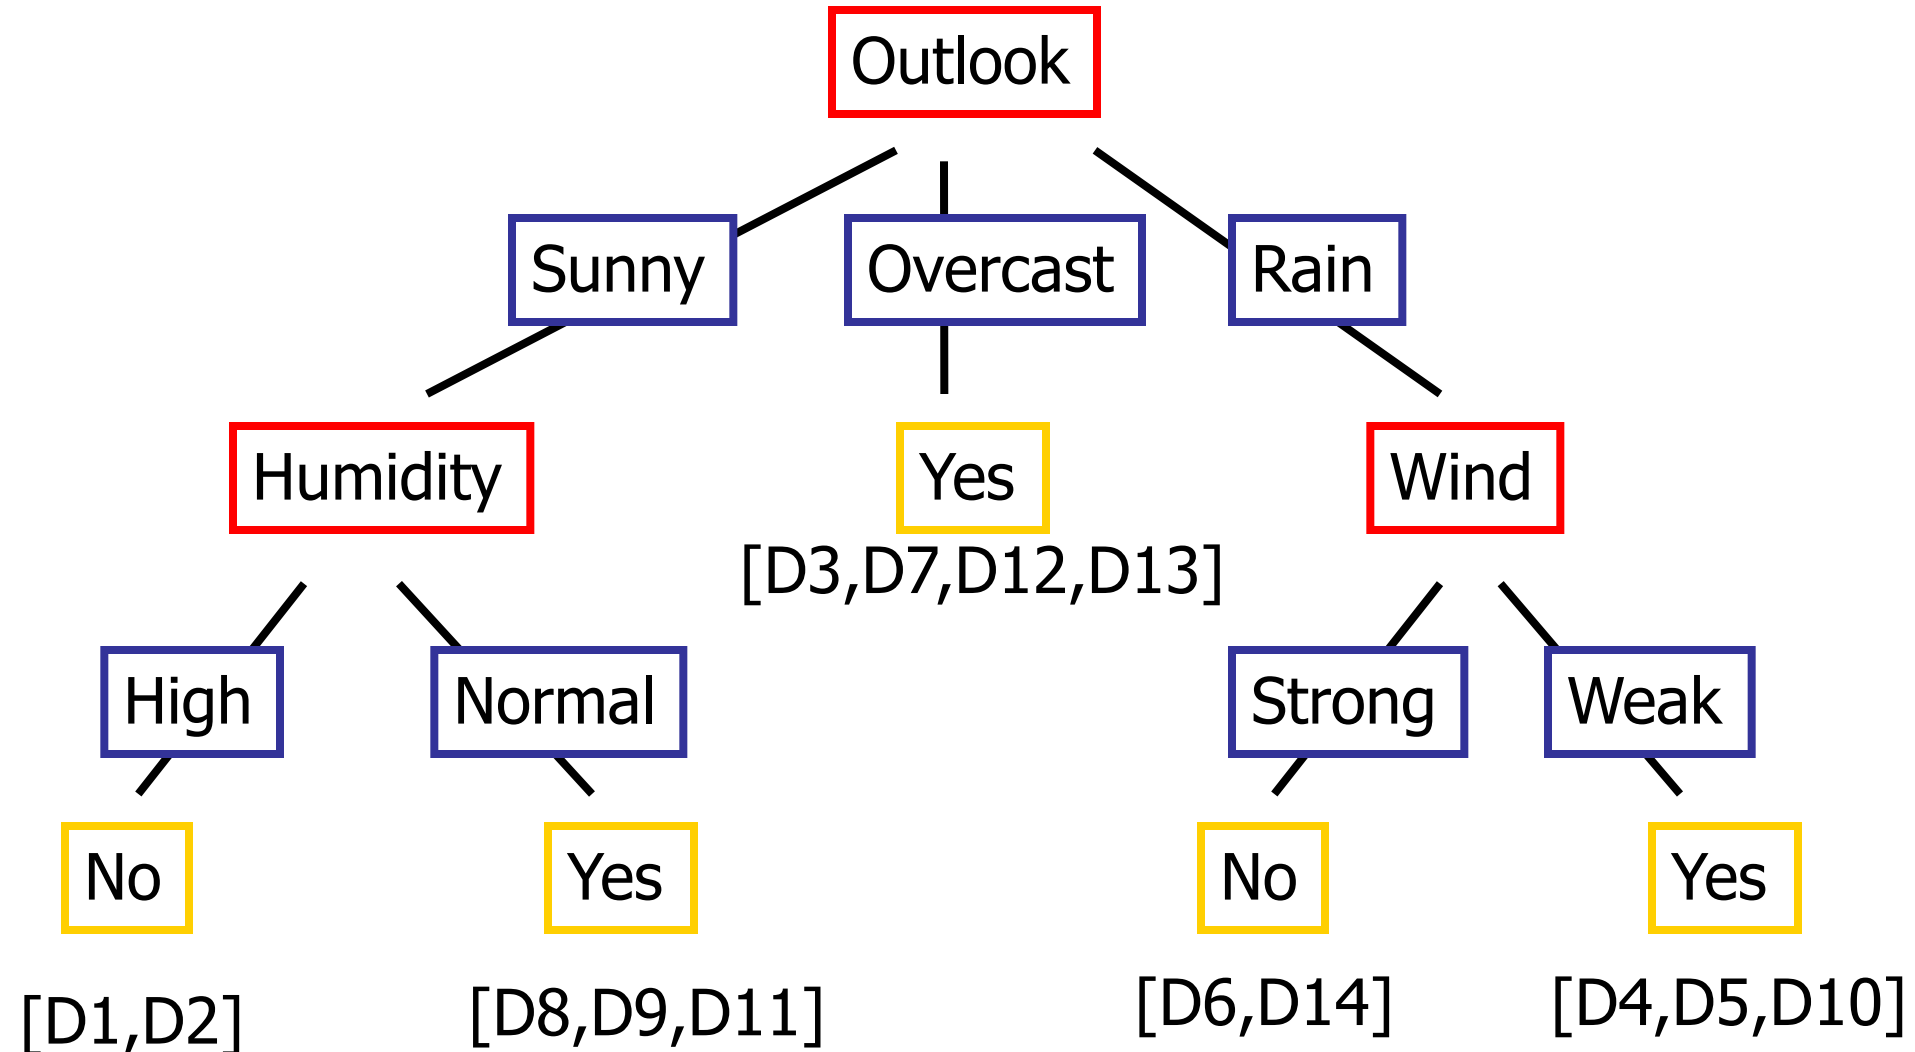 Outlook
Sunny
Overcast
Rain
Humidity
Yes
Wind
[D3,D7,D12,D13]
High
Normal
Strong
Weak
No
Yes
No
Yes
[D1,D2]
[D8,D9,D11]
[D6,D14]
[D4,D5,D10]